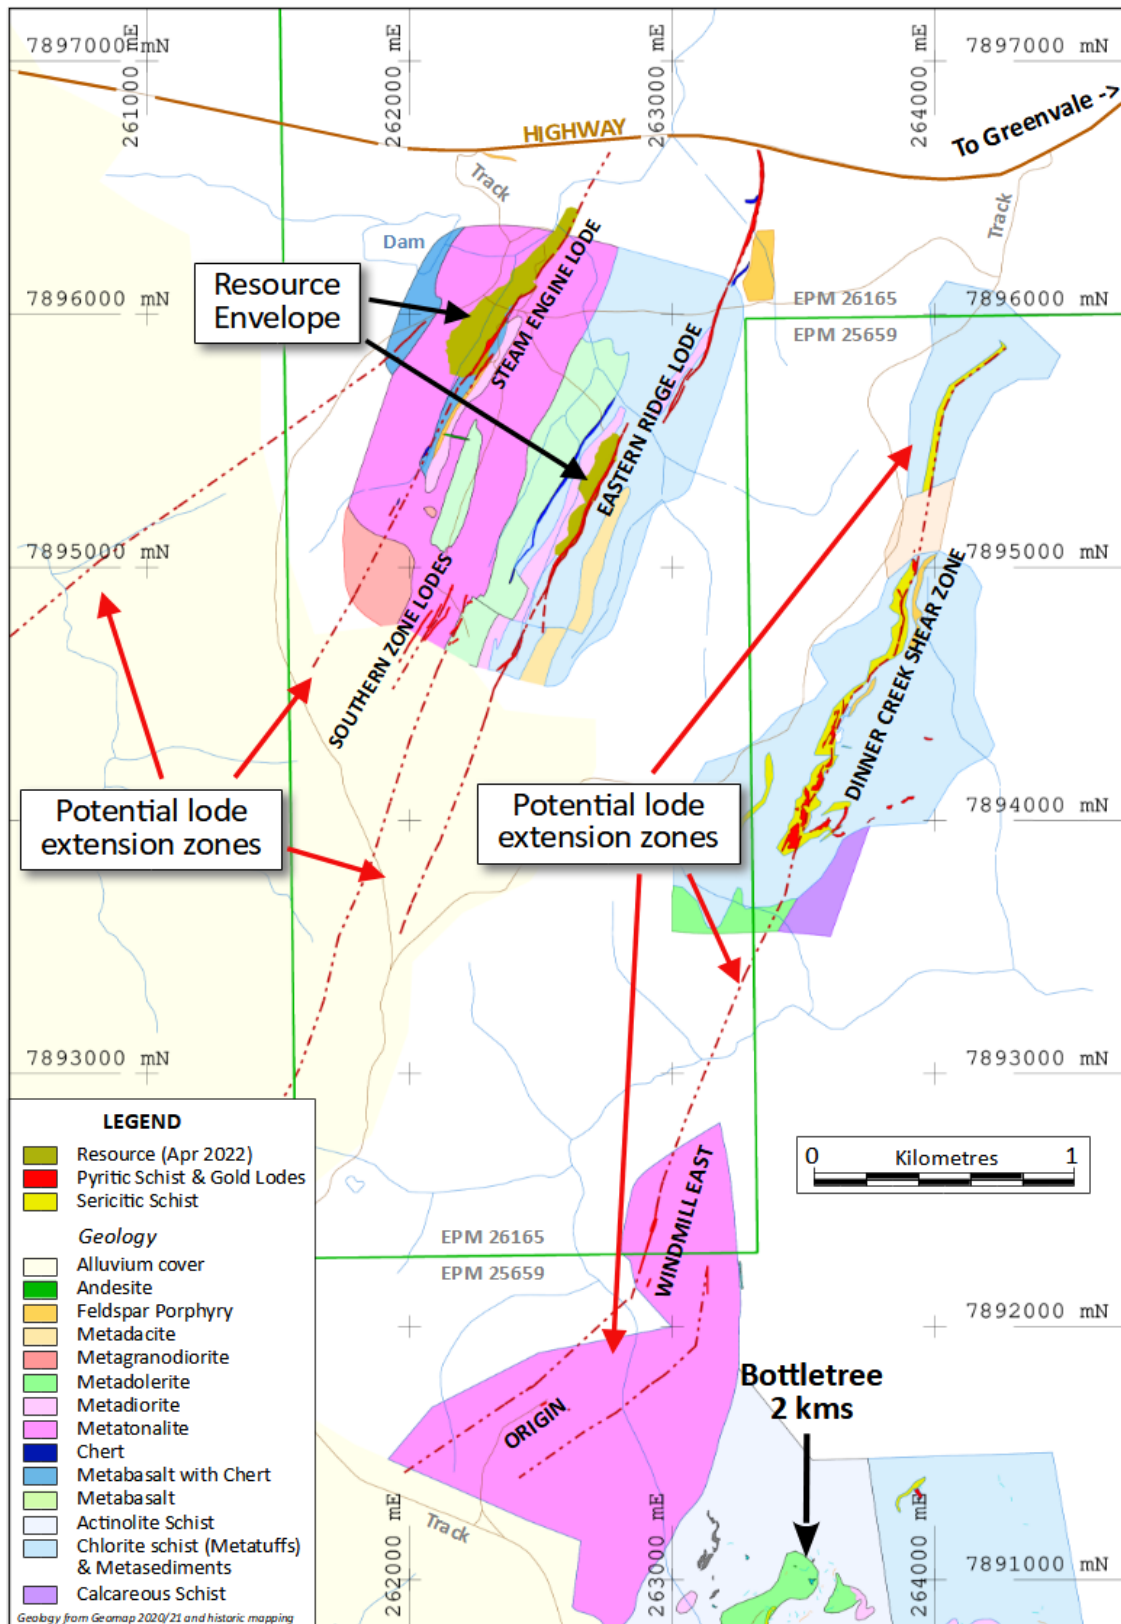 7897000 mN
261000 mE
262000 mE
263000 mE
264000 mE
7897000 mN
HIGHWAY
To Greenvale ->
Track
Track
Dam
Resource
Envelope
STEAM ENGINE LODE
7896000 mN
EPM 26165
7896000 mN
EPM 25659
EASTERN RIDGE LODE
7895000 mN
7895000 mN
SOUTHERN ZONE LODES
DINNER CREEK SHEAR ZONE
Potential lode
extension zones
Potential lode
extension zones
7894000 mN
7893000 mN
7893000 mN
LEGEND
Resource (Apr 2022)
Pyritic Schist & Gold Lodes
Sericitic Schist
Geology
Alluvium cover
Andesite
Feldspar Porphyry
Metadacite
Metagranodiorite
Metadolerite
Metadiorite
Metatonalite
Chert
Metabasalt with Chert
Metabasalt
Actinolite Schist
Chlorite schist (Metatuffs)
& Metasediments
Calcareous Schist
Geology from Geomap 2020/21 and historic mapping
0 Kilometres 1
WINDMILL EAST
EPM 26165
EPM 25659
7892000 mN
ORIGIN
Bottletree
2 kms
Track
262000 mE
263000 mE
264000 mE
7891000 mN